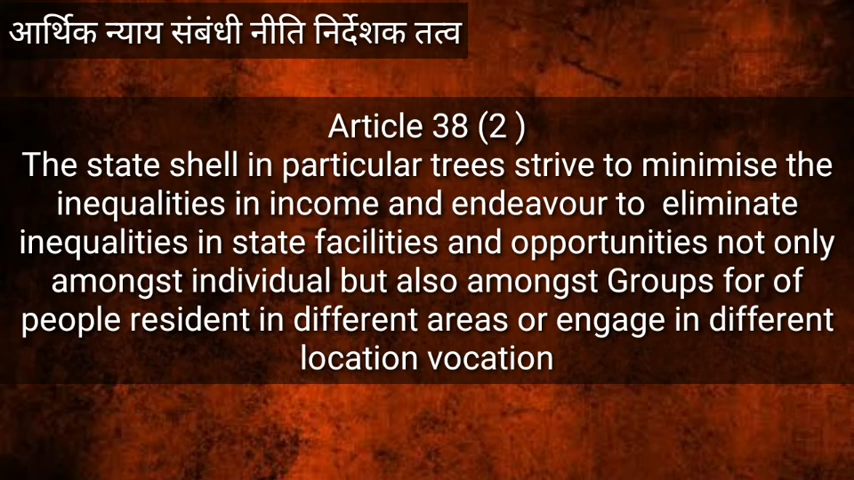 आर्थिक न्याय संबंधी नीति निर्देशक तत्व
Article 38 (2 )
The state shell in particular trees strive to minimise the
inequalities in income and endeavour to  eliminate
inequalities in state facilities and opportunities not only
amongst individual but also amongst Groups for of
people resident in different areas or engage in different
location vocation